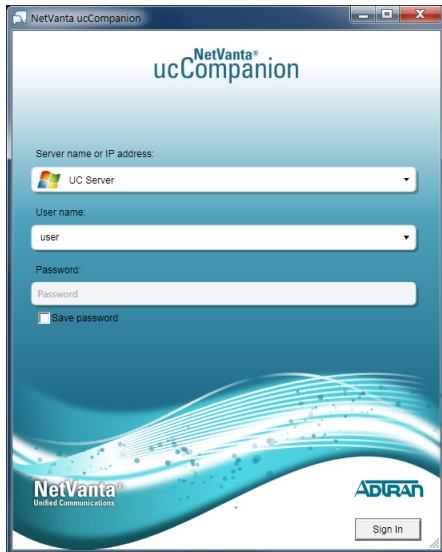 NetVanta ucCompanion
NetVanta®
ucCompanion
Server name or IP address:
UC Server
User name:
user
Password:
Password
Save password
NetVanta®
Unified Communications
ADTRAN
Sign In